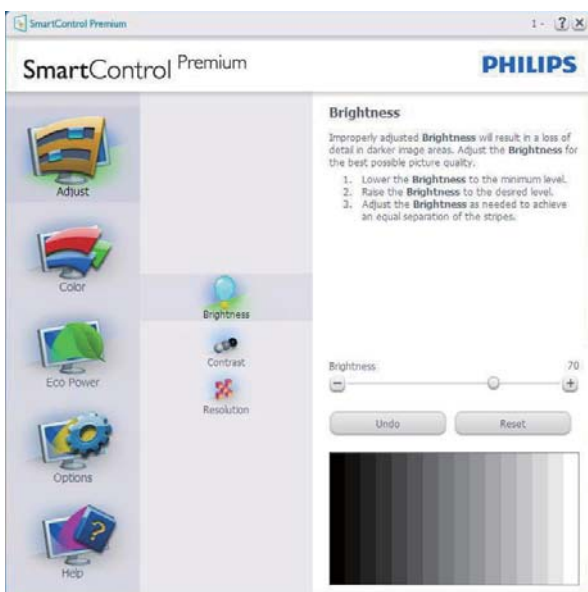 SmartControl Premium
1 - ? X
SmartControl Premium
PHILIPS
Adjust
Color
Eco Power
Options
Help
Brightness
Contrast
Resolution
Brightness
Improperly adjusted Brightness will result in a loss of
detail in darker image areas. Adjust the Brightness for
the best possible picture quality.
1. Lower the Brightness to the minimum level.
2. Raise the Brightness to the desired level.
3. Adjust the Brightness as needed to achieve
an equal separation of the stripes.
Brightness 70
Undo Reset